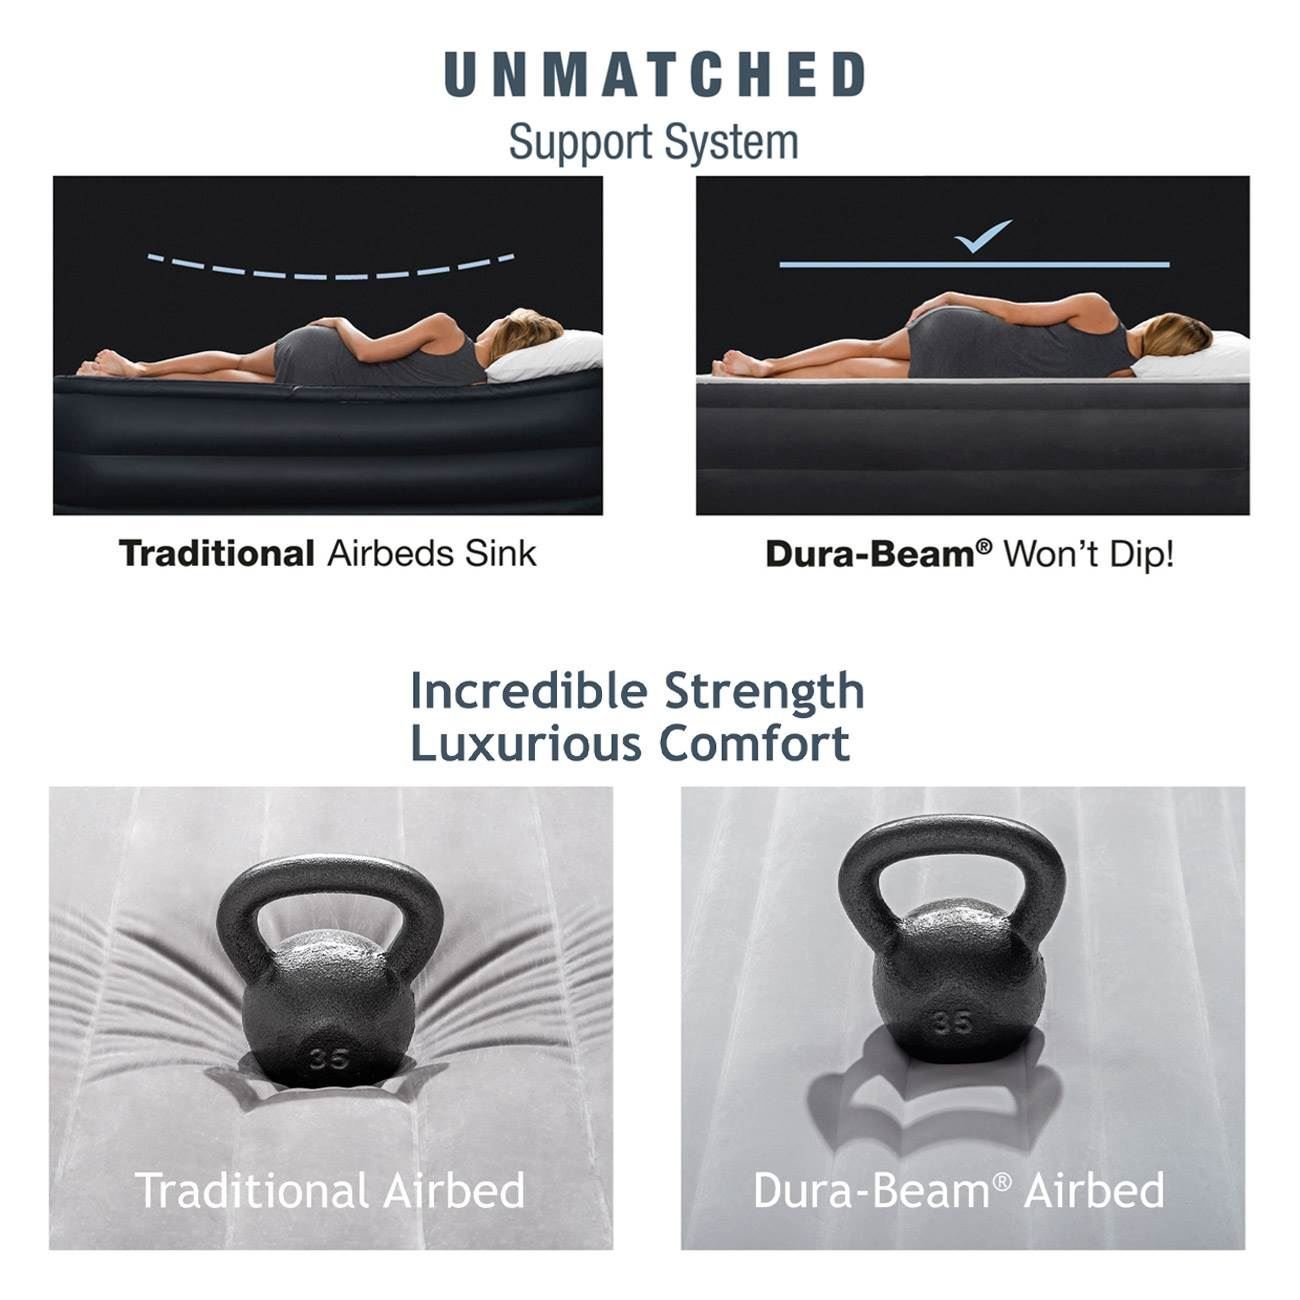 UNMATCHED
Support System
Traditional Airbeds Sink
Dura-Beam® Won't Dip!
Incredible Strength
Luxurious Comfort
35
35
Traditional Airbed
Dura-Beam® Airbed